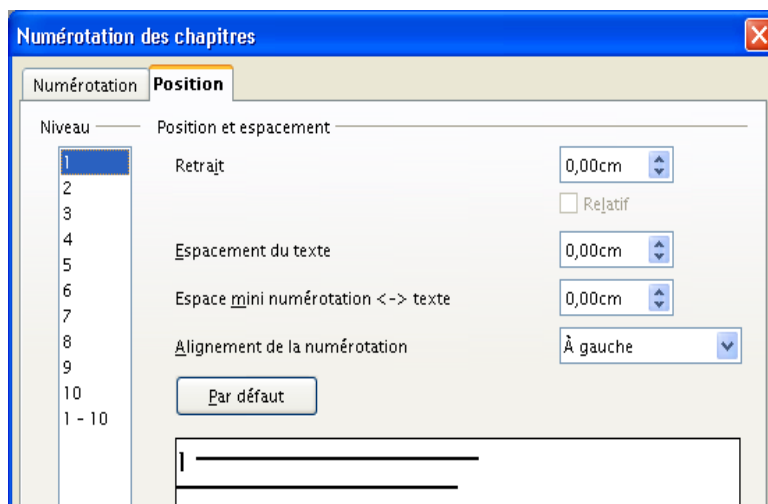 Numérotation des chapitres
Numérotation Position
Niveau Position et espacement
1
2
3
4
5
6
7
8
9
10
1 - 10
Retrait 0,00cm
Relatif
Espacement du texte 0,00cm
Espace mini numérotation <-> texte 0,00cm
Alignement de la numérotation À gauche
Par défaut
1